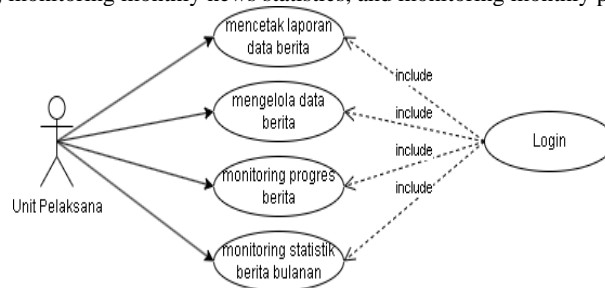 monitoring monthly news statistics, and monitoring monthly p
mencetak laporan
data berita
include
mengelola data
berita
include
Login
include
monitoring progres
berita
include
Unit Pelaksana
monitoring statistik
berita bulanan